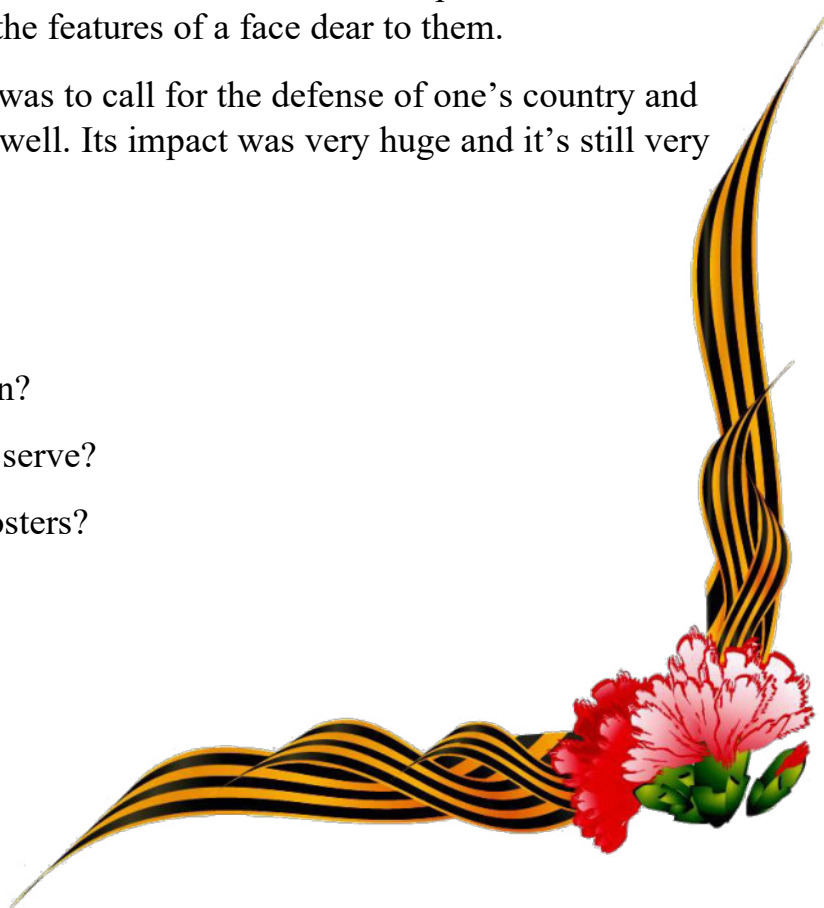 the features of a face dear to them.
was to call for the defense of one’s country and
well. Its impact was very huge and it’s still very
n?
serve?
osters?